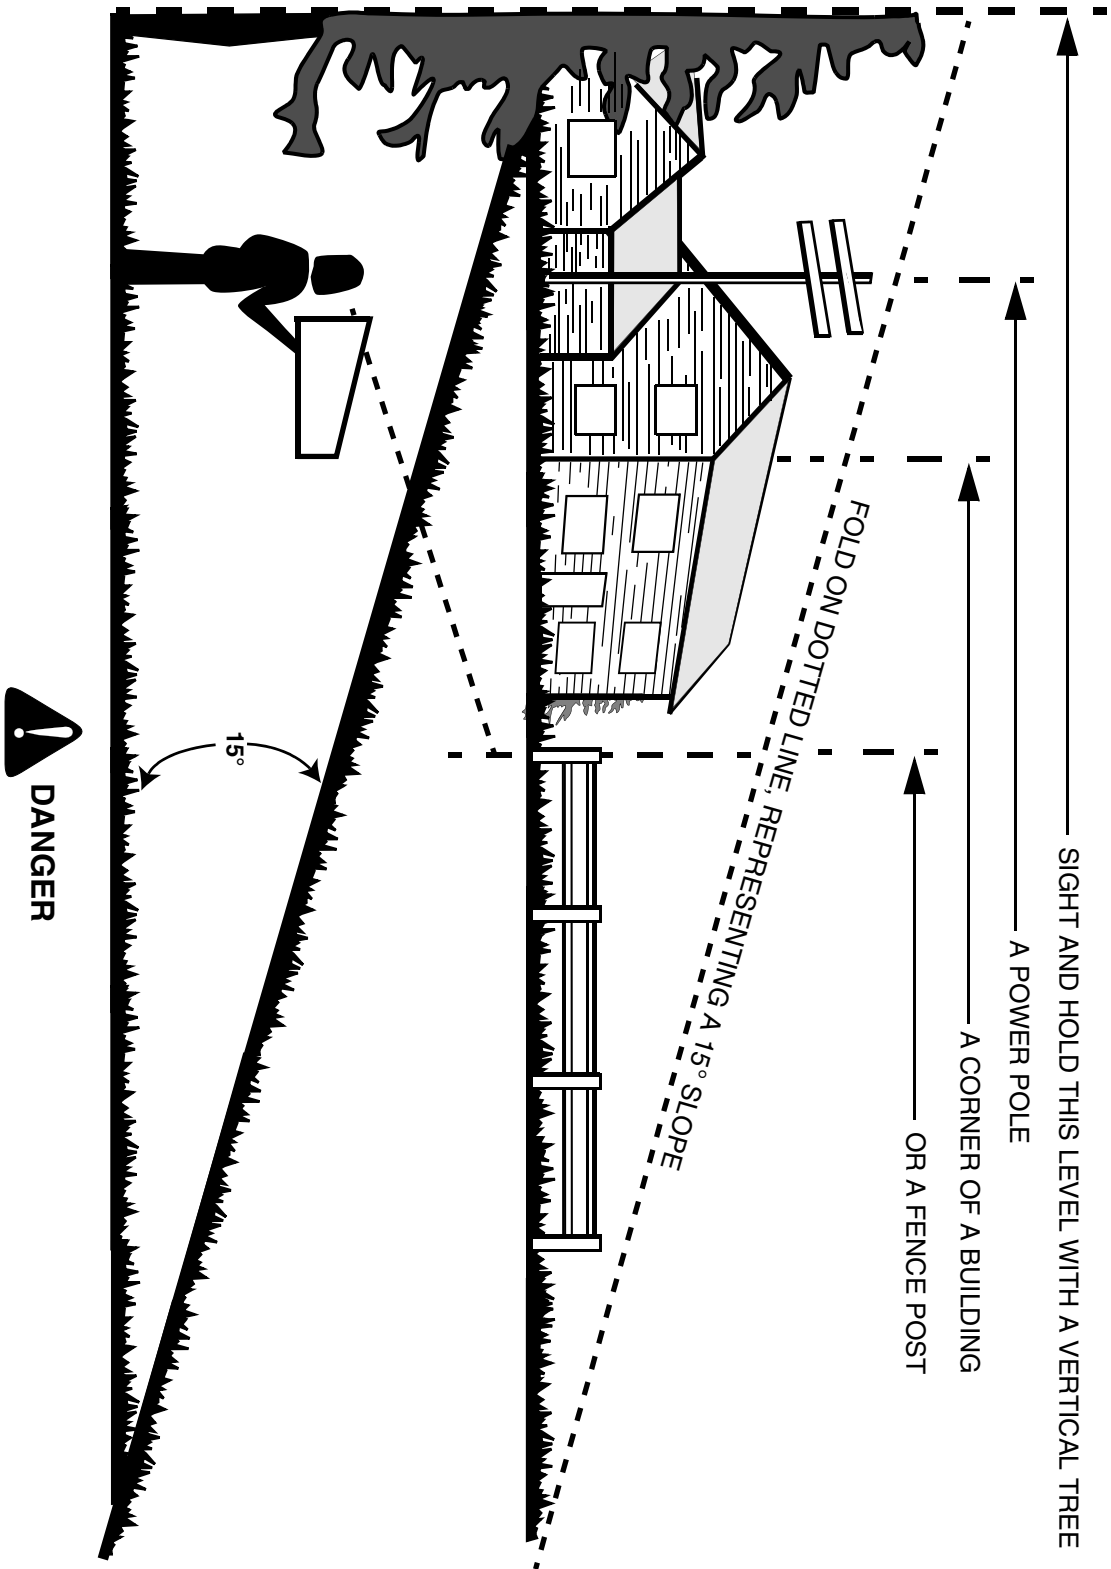 SIGHT AND HOLD THIS LEVEL WITH A VERTICAL TREE
A POWER POLE
A CORNER OF A BUILDING
OR A FENCE POST
FOLD ON DOTTED LINE, REPRESENTING A 15° SLOPE
15°
DANGER